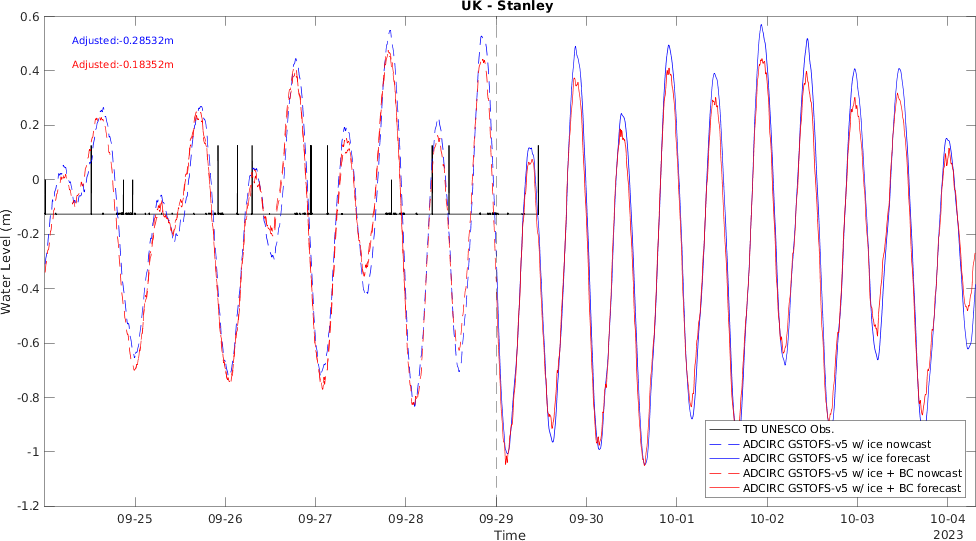 UK - Stanley
Adjusted:-0.28532m
Adjusted:-0.18352m
0.6
0.4
0.2
0
-0.2
-0.4
-0.6
-0.8
-1
-1.2
Water Level (m)
TD UNESCO Obs.
ADCIRC GSTOFS-v5 w/ ice nowcast
ADCIRC GSTOFS-v5 w/ ice forecast
ADCIRC GSTOFS-v5 w/ ice + BC nowcast
ADCIRC GSTOFS-v5 w/ ice + BC forecast
09-25 09-26 09-27 09-28 09-29 09-30 10-01 10-02 10-03 10-04
2023
Time